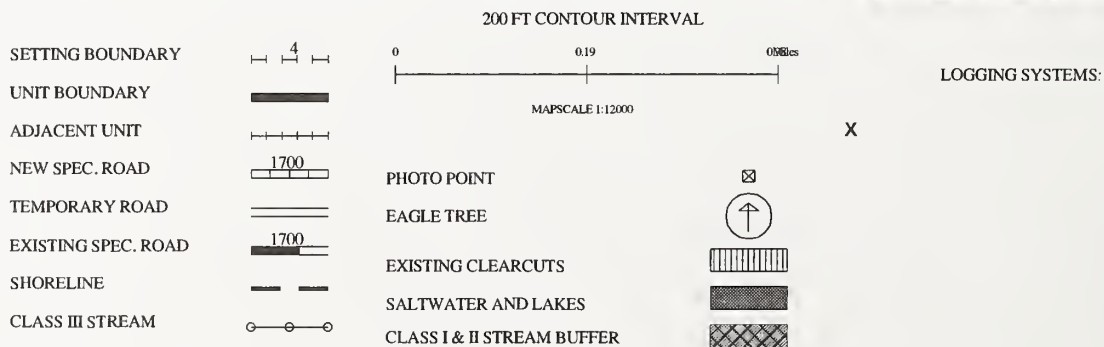 200 FT CONTOUR INTERVAL
SETTING BOUNDARY 4
UNIT BOUNDARY
ADJACENT UNIT
NEW SPEC. ROAD 1700
TEMPORARY ROAD
EXISTING SPEC. ROAD 1700
SHORELINE
CLASS III STREAM
0 0.19
MAPSCALE 1:12000
X
PHOTO POINT
EAGLE TREE
EXISTING CLEARCUTS
SALTWATER AND LAKES
CLASS I & II STREAM BUFFER
LOGGING SYSTEMS: